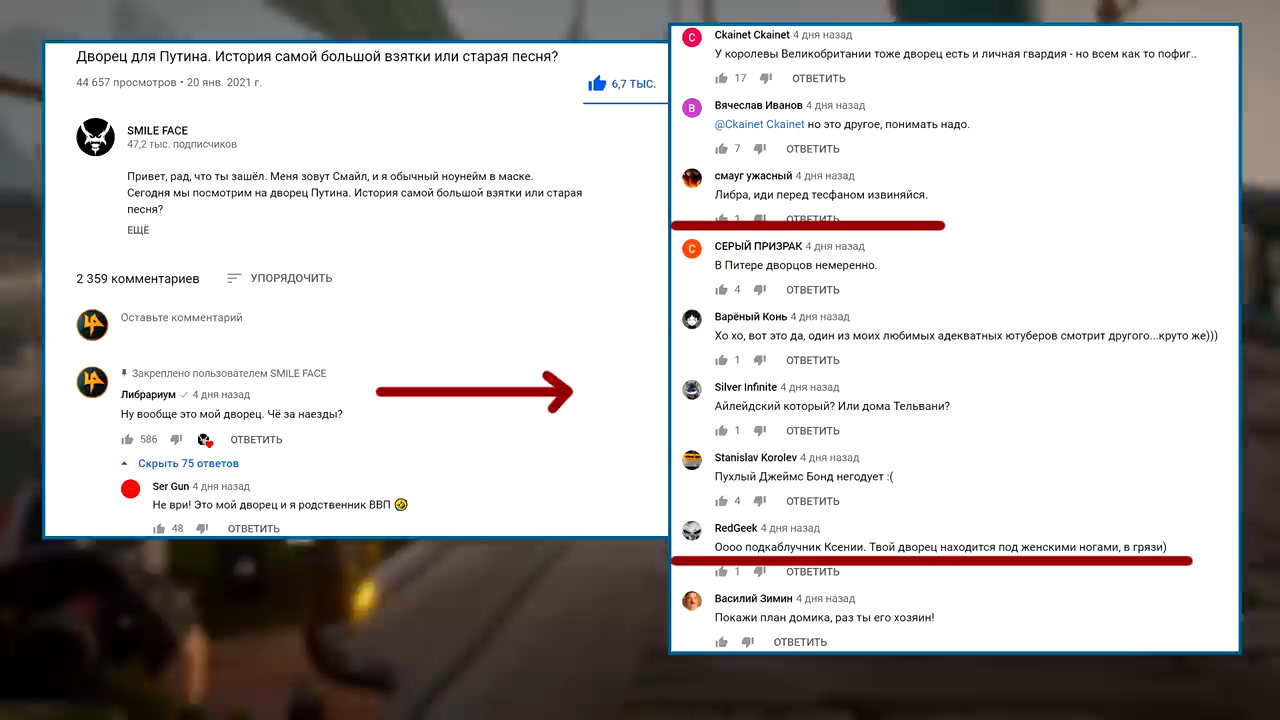 Дворец для Путина. История самой большой взятки или старая песня?
44 657 просмотров • 20 янв. 2021 г.
6,7 ТЫС.
SMILE FACE
47,2 тыс. подписчиков
Привет, рад, что ты зашёл. Меня зовут Смайл, и я обычный ноунейм в маске.
Сегодня мы посмотрим на дворец Путина. История самой большой взятки или старая
песня?
ЕЩЁ
2 359 комментариев УПОРЯДОЧИТЬ
Оставьте комментарий
Закреплено пользователем SMILE FACE
Либрариум 4 дня назад
Ну вообще это мой дворец. Чё за наезды?
586 ОТВЕТИТЬ
Скрыть 75 ответов
Ser Gun 4 дня назад
Не ври! Это мой дворец и я родственник ВВП 🤣
48 ОТВЕТИТЬ
Ckainet Ckainet 4 дня назад
У королевы Великобритании тоже дворец есть и личная гвардия - но всем как то пофиг..
17 ОТВЕТИТЬ
Вячеслав Иванов 4 дня назад
@Ckainet Ckainet но это другое, понимать надо.
7 ОТВЕТИТЬ
смауг ужасный 4 дня назад
Либра, иди перед тесфаном извиняйся.
1 ОТВЕТИТЬ
СЕРЫЙ ПРИЗРАК 4 дня назад
В Питере дворцов немеренно.
4 ОТВЕТИТЬ
Варёный Конь 4 дня назад
Хо хо, вот это да, один из моих любимых адекватных ютуберов смотрит другого...круто же)))
1 ОТВЕТИТЬ
Silver Infinite 4 дня назад
Айлейдский который? Или дома Тельвани?
1 ОТВЕТИТЬ
Stanislav Korolev 4 дня назад
Пухлый Джеймс Бонд негодует :(
4 ОТВЕТИТЬ
RedGeek 4 дня назад
Оооо подкаблучник Ксении. Твой дворец находится под женскими ногами, в грязи)
1 ОТВЕТИТЬ
Василий Зимин 4 дня назад
Покажи план домика, раз ты его хозяин!
ОТВЕТИТЬ